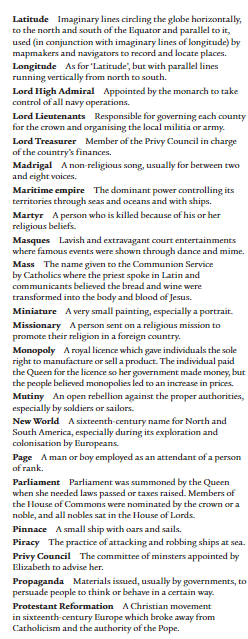 Latitude Imaginary lines circling the globe horizontally,
to the north and south of the Equator and parallel to it,
used (in conjunction with imaginary lines of longitude) by
mapmakers and navigators to record and locate places.
Longitude As for 'Latitude', but with parallel lines
running vertically from north to south.
Lord High Admiral Appointed by the monarch to take
control of all navy operations.
Lord Lieutenants Responsible for governing each county
for the crown and organising the local militia or army.
Lord Treasurer Member of the Privy Council in charge
of the country's finances.
Madrigal A non-religious song, usually for between two
and eight voices.
Maritime empire The dominant power controlling its
territories through seas and oceans and with ships.
Martyr A person who is killed because of his or her
religious beliefs.
Masques Lavish and extravagant court entertainments
where famous events were shown through dance and mime.
Mass The name given to the Communion Service
by Catholics where the priest spoke in Latin and
communicants believed the bread and wine were
transformed into the body and blood of Jesus.
Miniature A very small painting, especially a portrait.
Missionary A person sent on a religious mission to
promote their religion in a foreign country.
Monopoly A royal licence which gave individuals the sole
right to manufacture or sell a product. The individual paid
the Queen for the licence so her government made money, but
the people believed monopolies led to an increase in prices.
Mutiny An open rebellion against the proper authorities,
especially by soldiers or sailors.
New World A sixteenth-century name for North and
South America, especially during its exploration and
colonisation by Europeans.
Page A man or boy employed as an attendant of a person
of rank.
Parliament Parliament was summoned by the Queen
when she needed laws passed or taxes raised. Members of
the House of Commons were nominated by the crown or a
noble, and all nobles sat in the House of Lords.
Pinnace A small ship with oars and sails.
Piracy The practice of attacking and robbing ships at sea.
Privy Council The committee of minsters appointed by
Elizabeth to advise her.
Propaganda Materials issued, usually by governments, to
persuade people to think or behave in a certain way.
Protestant Reformation A Christian movement
in sixteenth-century Europe which broke away from
Catholicism and the authority of the Pope.